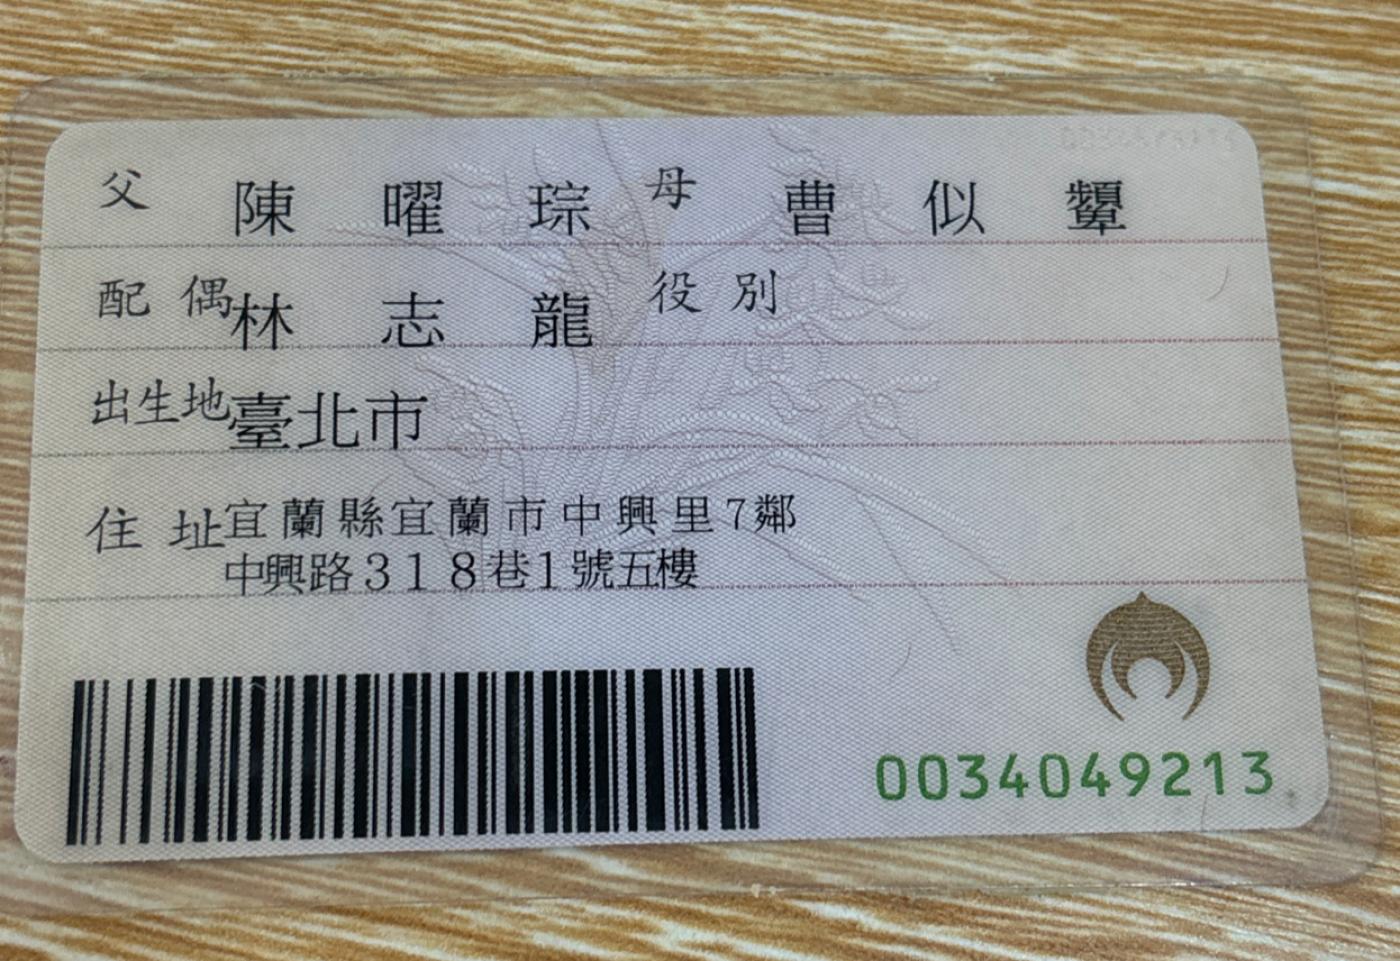 父 陳曜琮 母 曹似顰
配偶 林志龍 役別
出生地 臺北市
住址 宜蘭縣宜蘭市中興里7鄰
中興路318巷1號五樓
0034049213